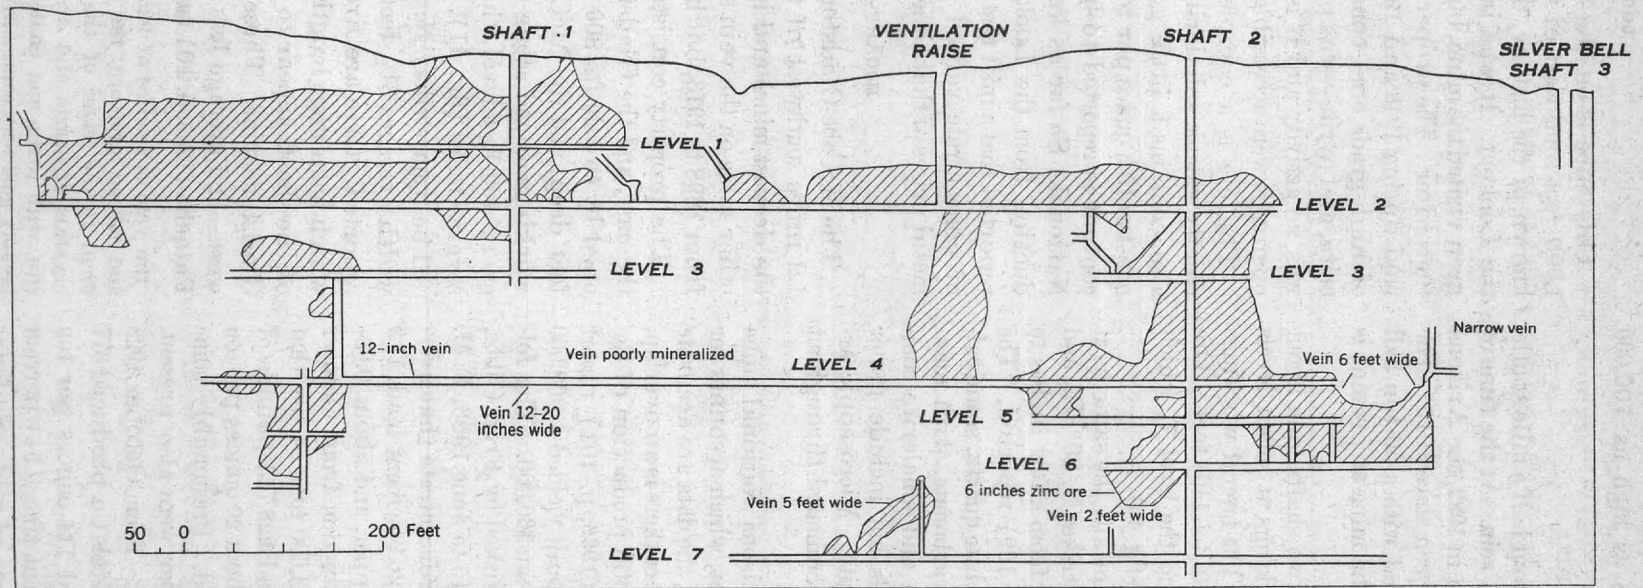 SHAFT 1
VENTILATION
RAISE
SHAFT 2
SILVER BELL
SHAFT 3
LEVEL 1
LEVEL 2
LEVEL 3
LEVEL 3
Narrow vein
12-inch vein
Vein poorly mineralized
LEVEL 4
Vein 6 feet wide
Vein 12-20
inches wide
LEVEL 5
LEVEL 6
6 inches zinc ore
Vein 5 feet wide
Vein 2 feet wide
50 0 200 Feet
LEVEL 7